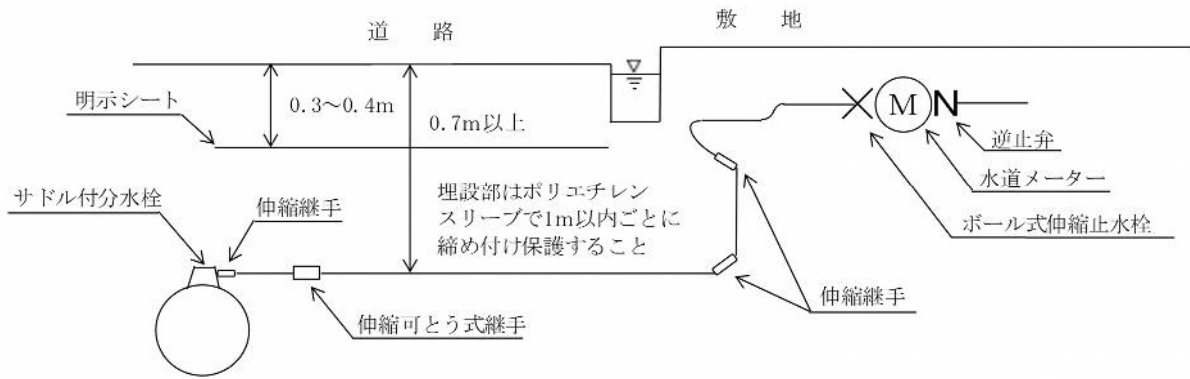 敷 地
道 路
明示シート
0.3～0.4m
0.7m以上
M
逆止弁
水道メーター
ボール式伸縮止水栓
サドル付分水栓
伸縮継手
埋設部はポリエチレン
スリーブで1m以内ごとに
締め付け保護すること
伸縮継手
伸縮可とう式継手